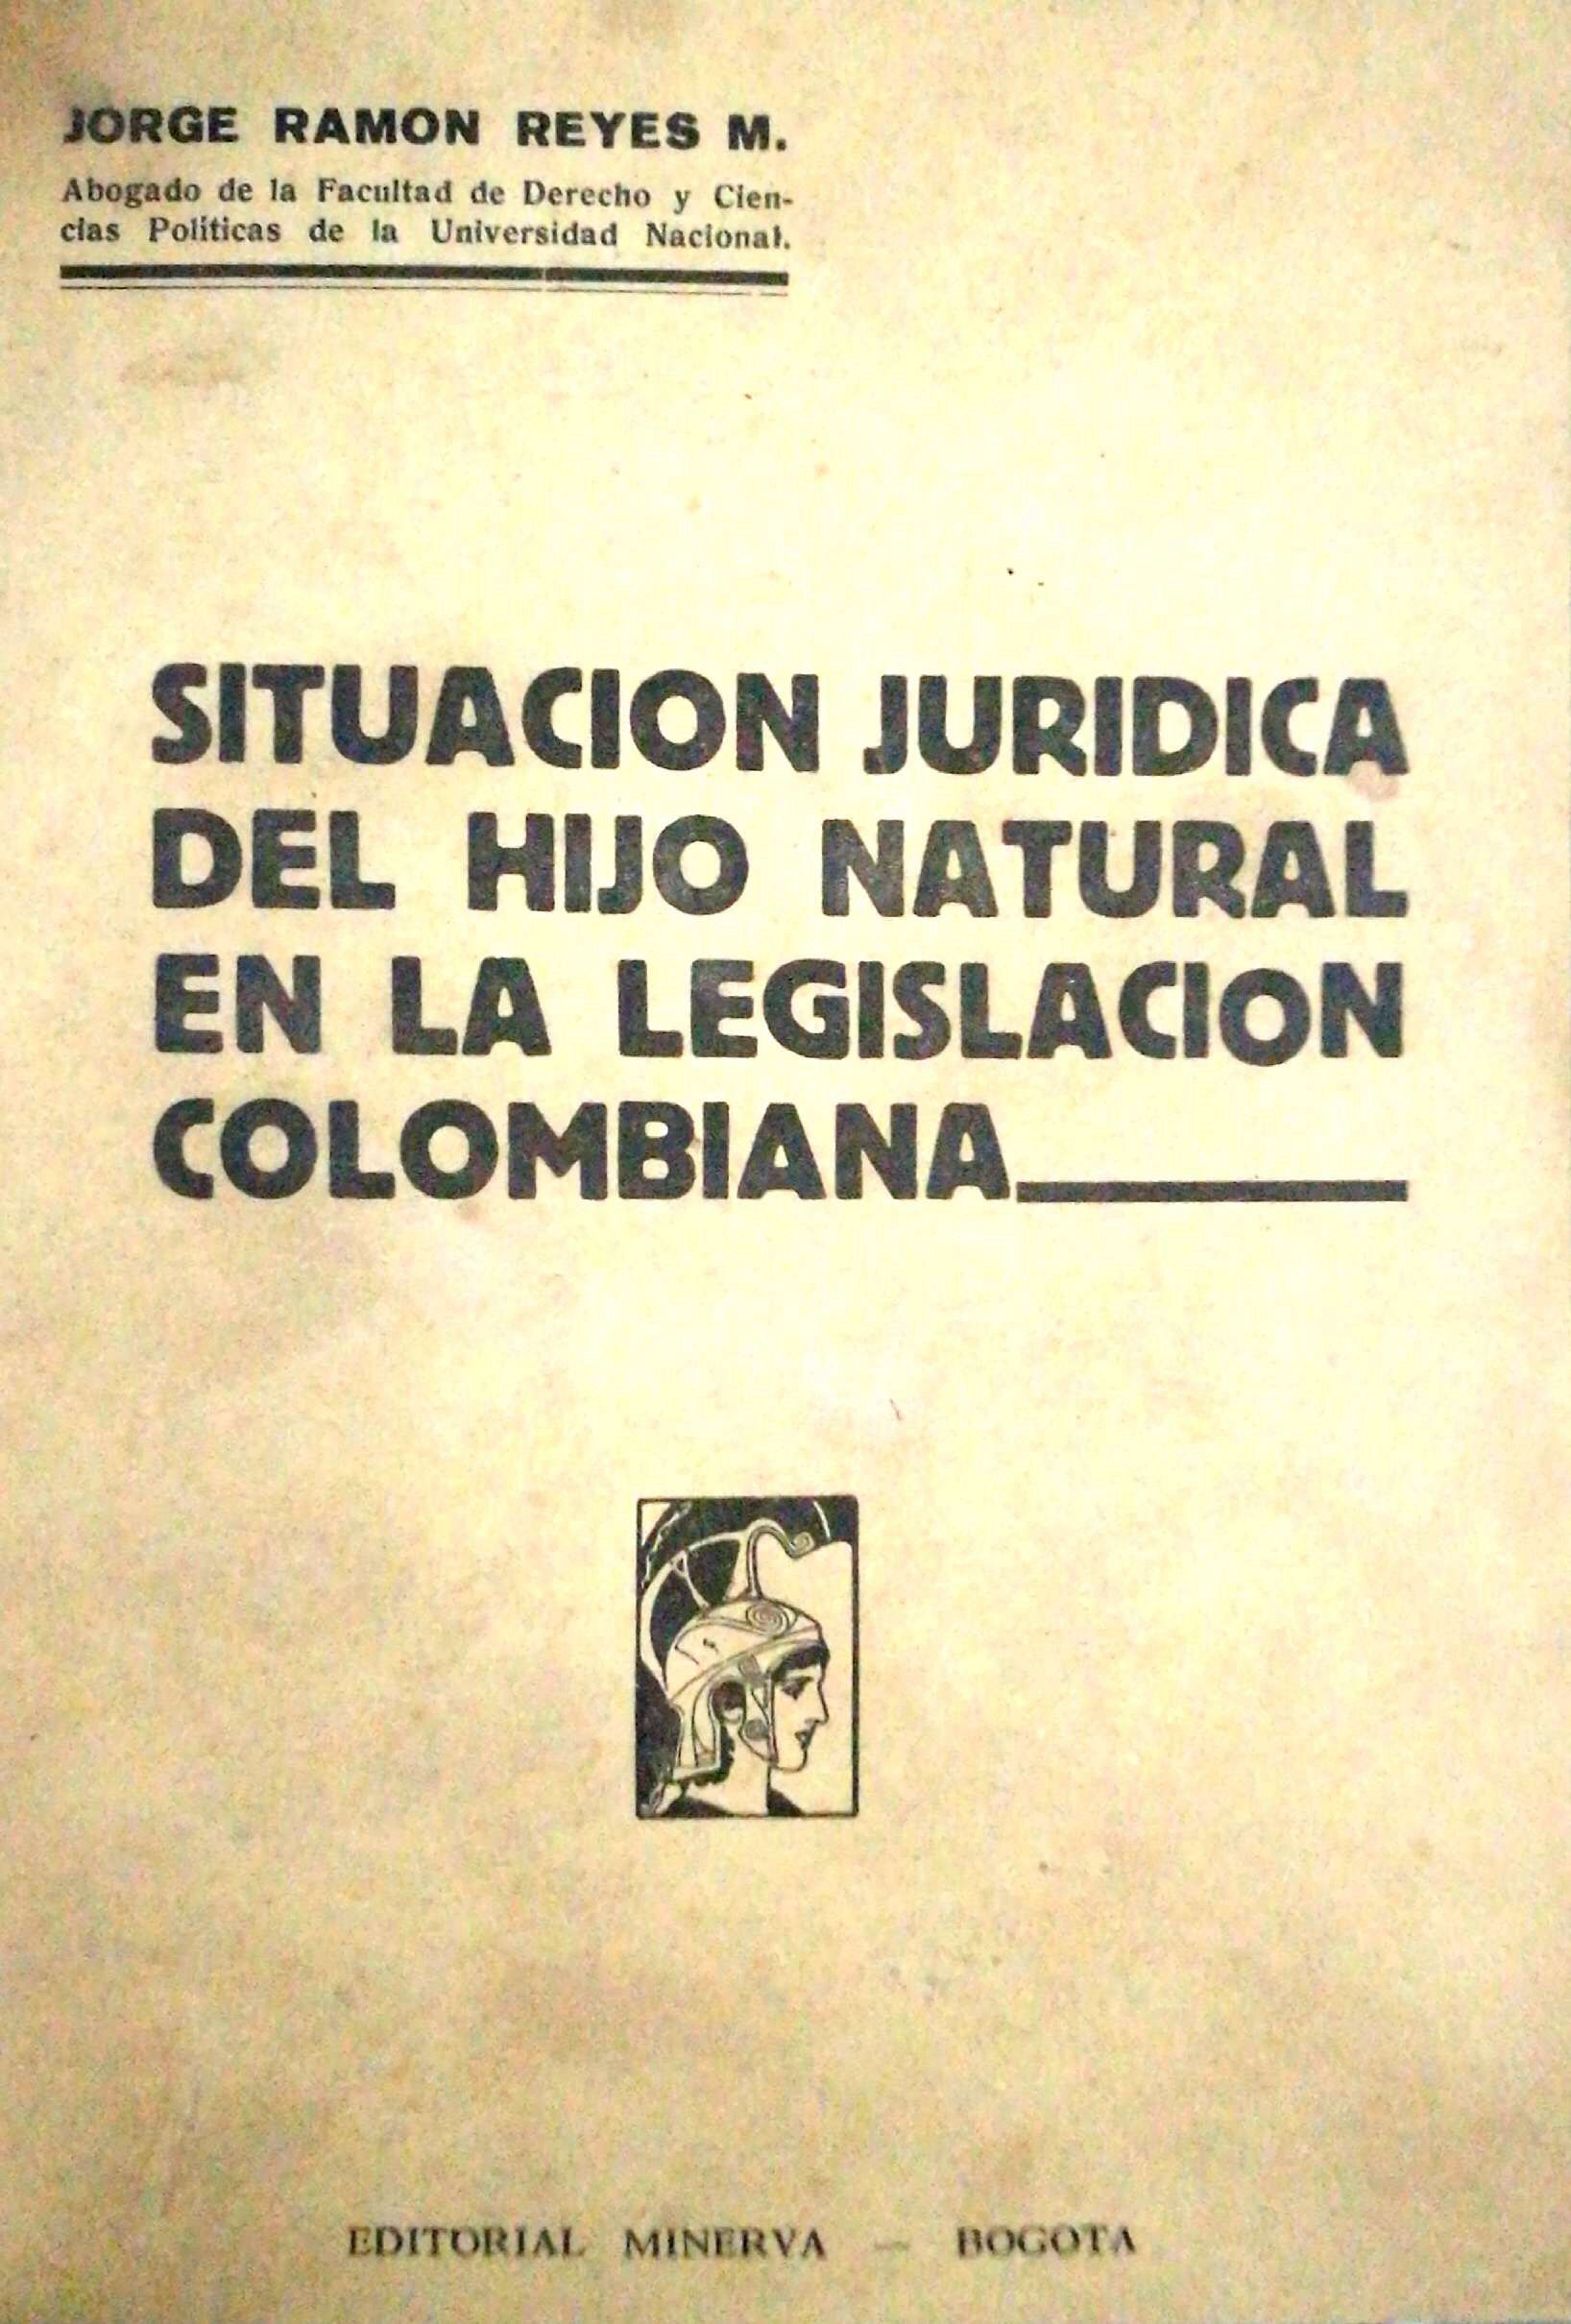 JORGE RAMON REYES M.
Abogado de la Facultad de Derecho y Cien-
cias Políticas de la Universidad Nacional.
SITUACION JURIDICA
DEL HIJO NATURAL
EN LA LEGISLACION
COLOMBIANA
EDITORIAL MINERVA — BOGOTA